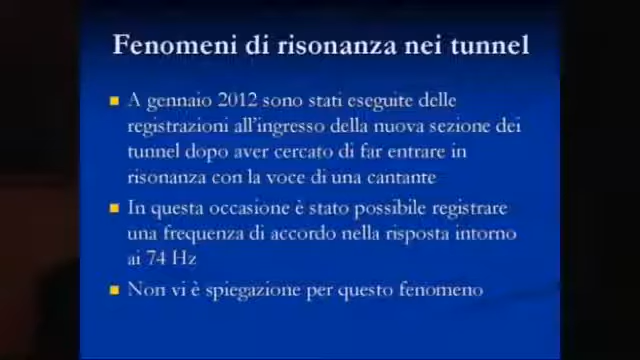 Fenomeni di risonanza nei tunnel
A gennaio 2012 sono stati eseguite delle
registrazioni all'ingresso della nuova sezione dei
tunnel dopo aver cercato di far entrare in
risonanza con la voce di una cantante
In questa occasione è stato possibile registrare
una frequenza di accordo nella risposta intorno
ai 74 Hz
Non vi è spiegazione per questo fenomeno